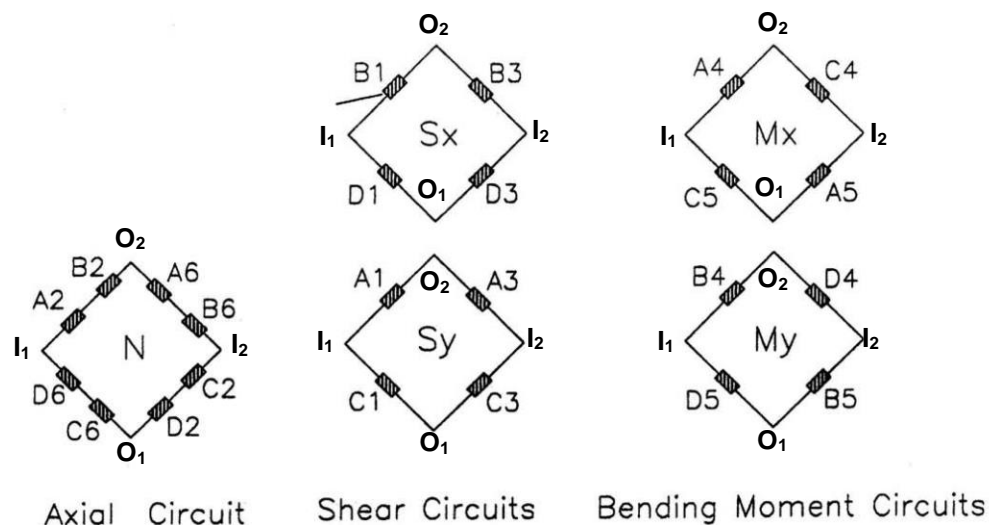 O₂
B1 B3
I₁ Sx I₂
D1 O₁ D3
O₂
A4 C4
I₁ Mx I₂
C5 O₁ A5
O₂
B2 A6
A2 B6
I₁ N I₂
D6 C2
C6 D2
O₁
A1 O₂ A3
I₁ Sy I₂
C1 C3
O₁
B4 O₂ D4
I₁ My I₂
D5 B5
O₁
Axial Circuit
Shear Circuits
Bending Moment Circuits